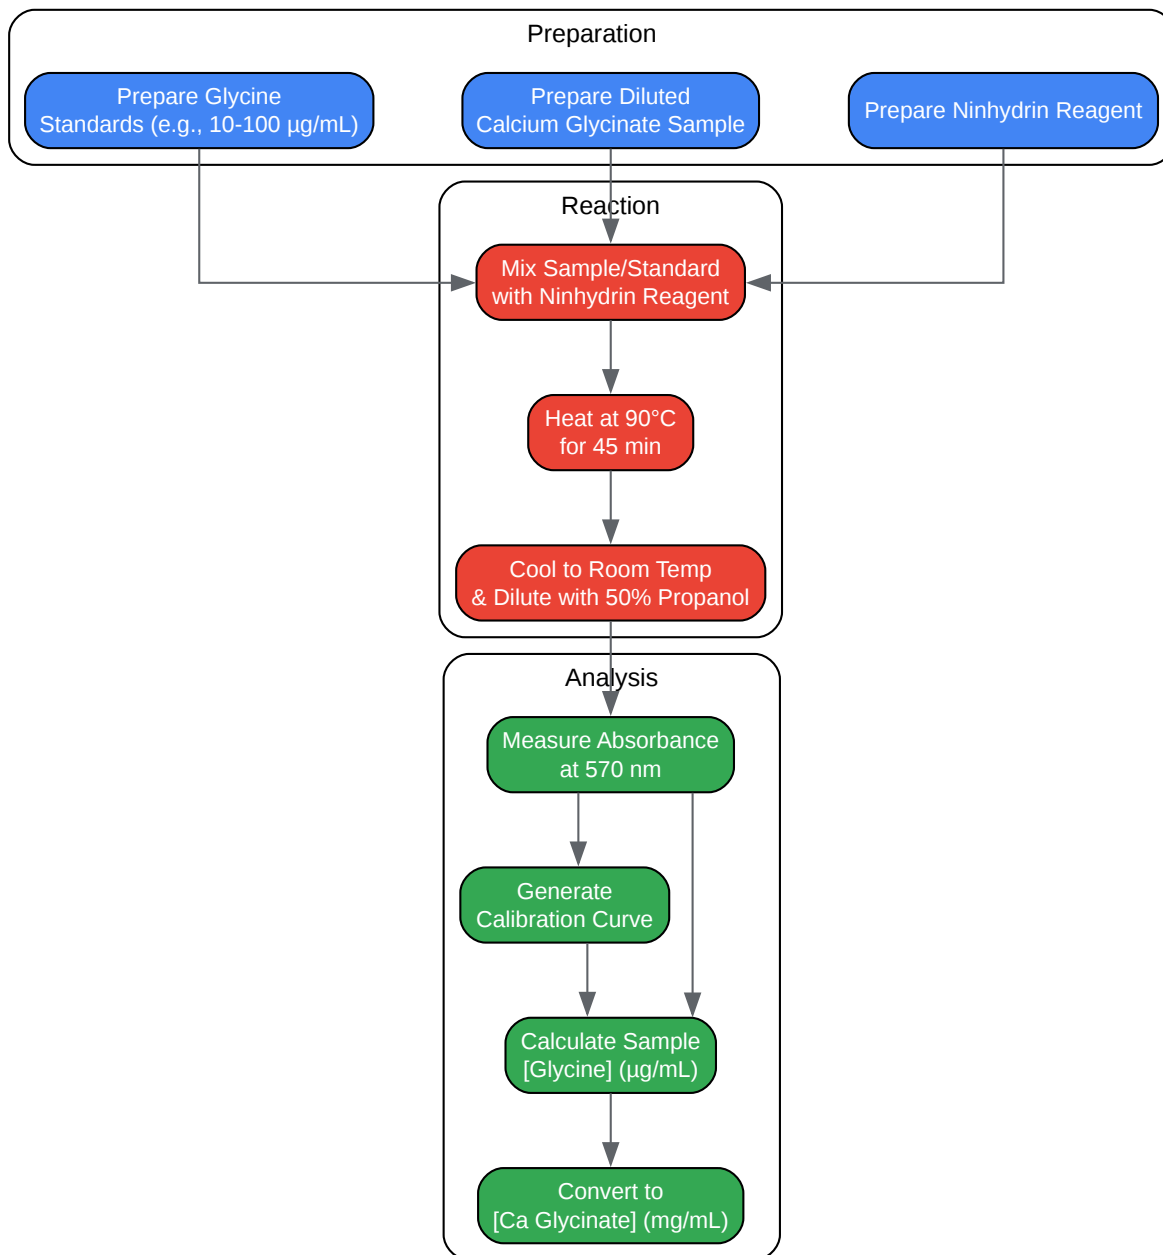 Preparation
Prepare Glycine
Standards (e.g., 10-100 µg/mL)
Prepare Diluted
Calcium Glycinate Sample
Prepare Ninhydrin Reagent
Reaction
Mix Sample/Standard
with Ninhydrin Reagent
Heat at 90°C
for 45 min
Cool to Room Temp
& Dilute with 50% Propanol
Analysis
Measure Absorbance
at 570 nm
Generate
Calibration Curve
Calculate Sample
[Glycine] (µg/mL)
Convert to
[Ca Glycinate] (mg/mL)